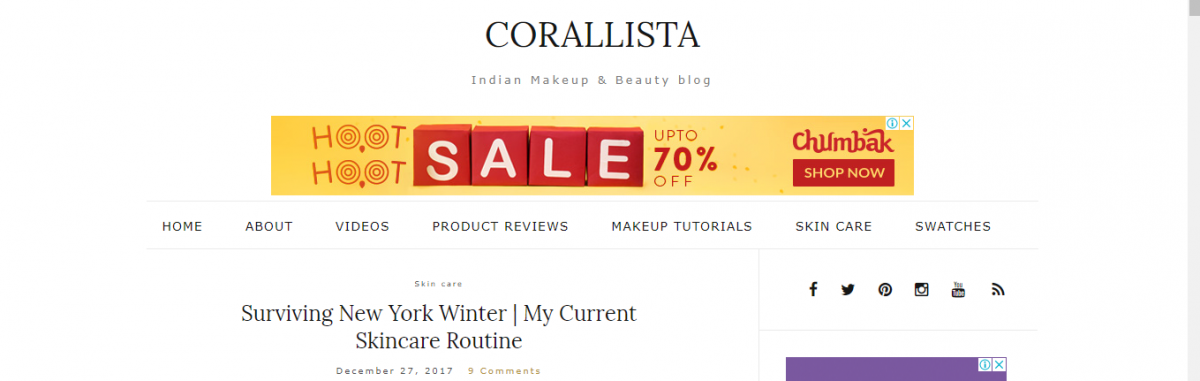 CORALLISTA
Indian Makeup & Beauty blog
HOOT
HOOT
SALE
UPTO
70%
OFF
Chumbak
SHOP NOW
HOME ABOUT VIDEOS PRODUCT REVIEWS MAKEUP TUTORIALS SKIN CARE SWATCHES
Skin care
Surviving New York Winter | My Current
Skincare Routine
December 27, 2017 9 Comments
You
Tube